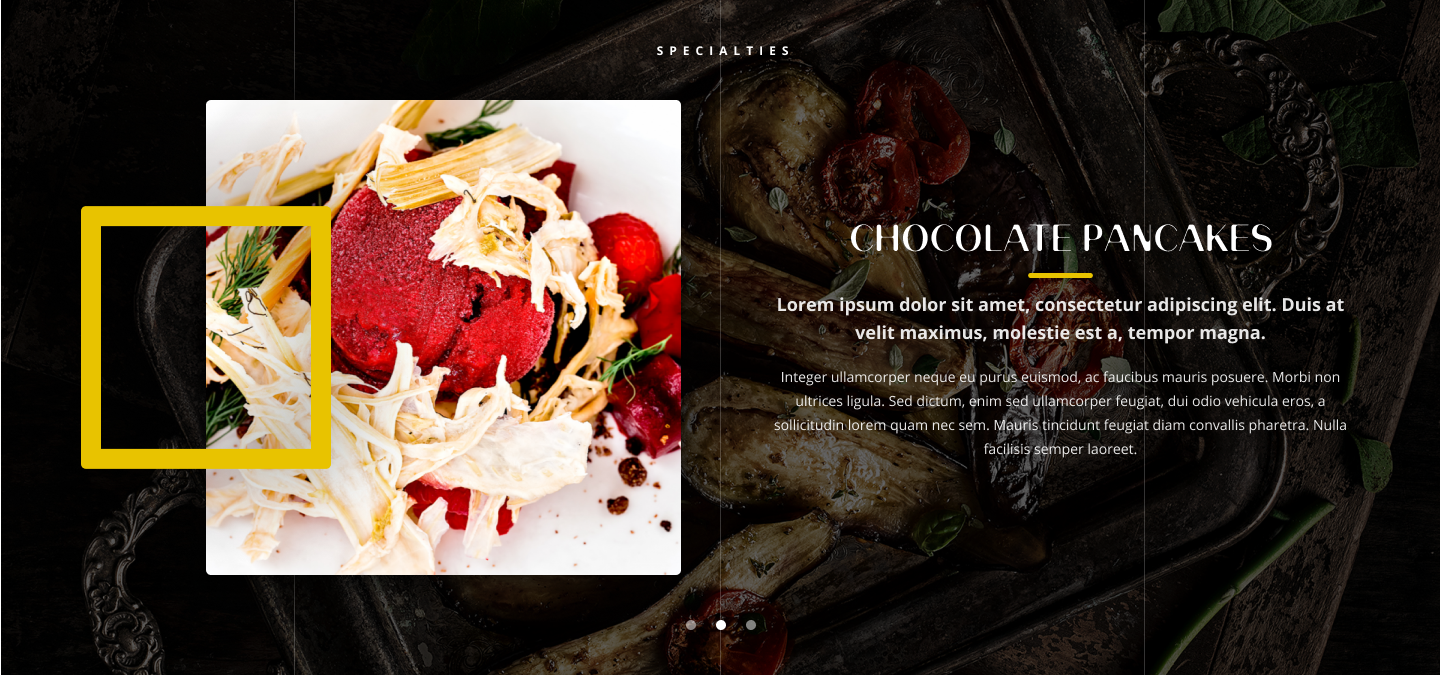 SPECIALTIES
CHOCOLATE PANCAKES
Lorem ipsum dolor sit amet, consectetur adipiscing elit. Duis at
velit maximus, molestie est a, tempor magna.
Integer ullamcorper neque eu purus euismod, ac faucibus mauris posuere. Morbi non
ultrices ligula. Sed dictum, enim sed ullamcorper feugiat, dui odio vehicula eros, a
sollicitudin lorem quam nec sem. Mauris tincidunt feugiat diam convallis pharetra. Nulla
facilisis semper laoreet.